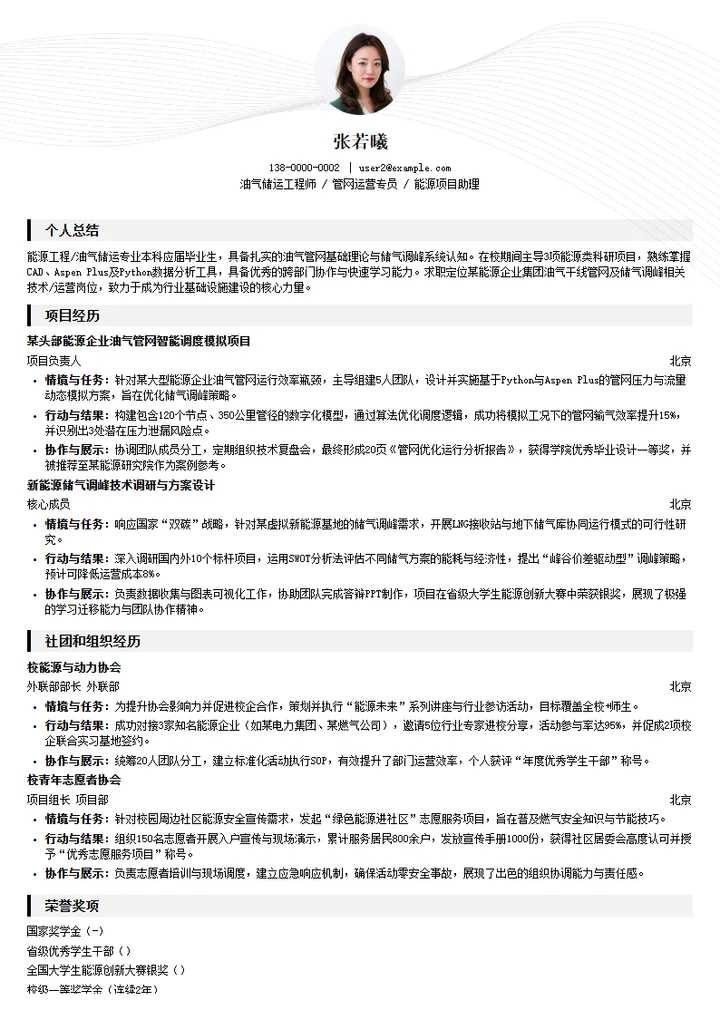 张若曦
138-0000-0002 | user2@example.com
油气储运工程师 / 管网运营专员 / 能源项目助理
个人总结
能源工程/油气储运专业本科应届毕业生，具备扎实的油气管网基础理论与储气调峰系统认知。在校期间主导3项能源类科研项目，熟练掌握
CAD、Aspen Plus及Python数据分析工具，具备优秀的跨部门协作与快速学习能力。求职定位某能源企业集团油气干线管网及储气调峰相关
技术/运营岗位，致力于成为行业基础设施建设的核心力量。
项目经历
某头部能源企业油气管网智能调度模拟项目
项目负责人 北京
• 情境与任务：针对某大型能源企业油气管网运行效率瓶颈，主导组建5人团队，设计并实施基于Python与Aspen Plus的管网压力与流量
动态模拟方案，旨在优化储气调峰策略。
• 行动与结果：构建包含120个节点、350公里管径的数字化模型，通过算法优化调度逻辑，成功将模拟工况下的管网输气效率提升15%，
并识别出3处潜在压力泄漏风险点。
• 协作与展示：协调团队成员分工，定期组织技术复盘会，最终形成20页《管网优化运行分析报告》，获得学院优秀毕业设计一等奖，并
被推荐至某能源研究院作为案例参考。
新能源储气调峰技术调研与方案设计
核心成员 北京
• 情境与任务：响应国家“双碳”战略，针对某虚拟新能源基地的储气调峰需求，开展LNG接收站与地下储气库协同运行模式的可行性研
究。
• 行动与结果：深入调研国内外10个标杆项目，运用SWOT分析法评估不同储气方案的能耗与经济性，提出“峰谷价差驱动型”调峰策略，
预计可降低运营成本8%。
• 协作与展示：负责数据收集与图表可视化工作，协助团队完成答辩PPT制作，项目在省级大学生能源创新大赛中荣获银奖，展现了极强
的学习迁移能力与团队协作精神。
社团和组织经历
校能源与动力协会
外联部部长 外联部 北京
• 情境与任务：为提升协会影响力并促进校企合作，策划并执行“能源未来”系列讲座与行业参访活动，目标覆盖全校+师生。
• 行动与结果：成功对接3家知名能源企业（如某电力集团、某燃气公司），邀请5位行业专家进校分享，活动参与率达95%，并促成2项校
企联合实习基地签约。
• 协作与展示：统筹20人团队分工，建立标准化活动执行SOP，有效提升了部门运营效率，个人获评“年度优秀学生干部”称号。
校青年志愿者协会
项目组长 项目部 北京
• 情境与任务：针对校园周边社区能源安全宣传需求，发起“绿色能源进社区”志愿服务项目，旨在普及燃气安全知识与节能技巧。
• 行动与结果：组织150名志愿者开展入户宣传与现场演示，累计服务居民800余户，发放宣传手册1000份，获得社区居委会高度认可并授
予“优秀志愿服务项目”称号。
• 协作与展示：负责志愿者培训与现场调度，建立应急响应机制，确保活动零安全事故，展现了出色的组织协调能力与责任感。
荣誉奖项
国家奖学金（-）
省级优秀学生干部（）
全国大学生能源创新大赛银奖（）
校级一等奖学金（连续2年）